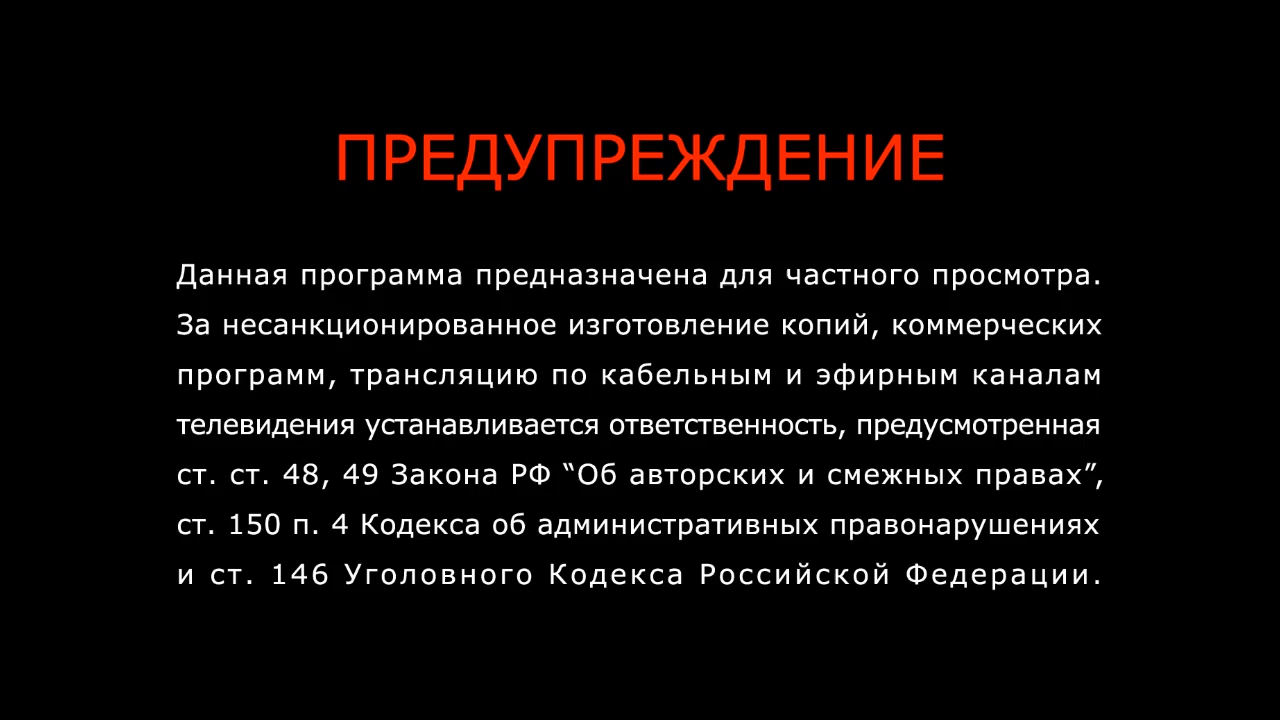 ПРЕДУПРЕЖДЕНИЕ
Данная программа предназначена для частного просмотра.
За несанкционированное изготовление копий, коммерческих
программ, трансляцию по кабельным и эфирным каналам
телевидения устанавливается ответственность, предусмотренная
ст. ст. 48, 49 Закона РФ “Об авторских и смежных правах”,
ст. 150 п. 4 Кодекса об административных правонарушениях
и ст. 146 Уголовного Кодекса Российской Федерации.